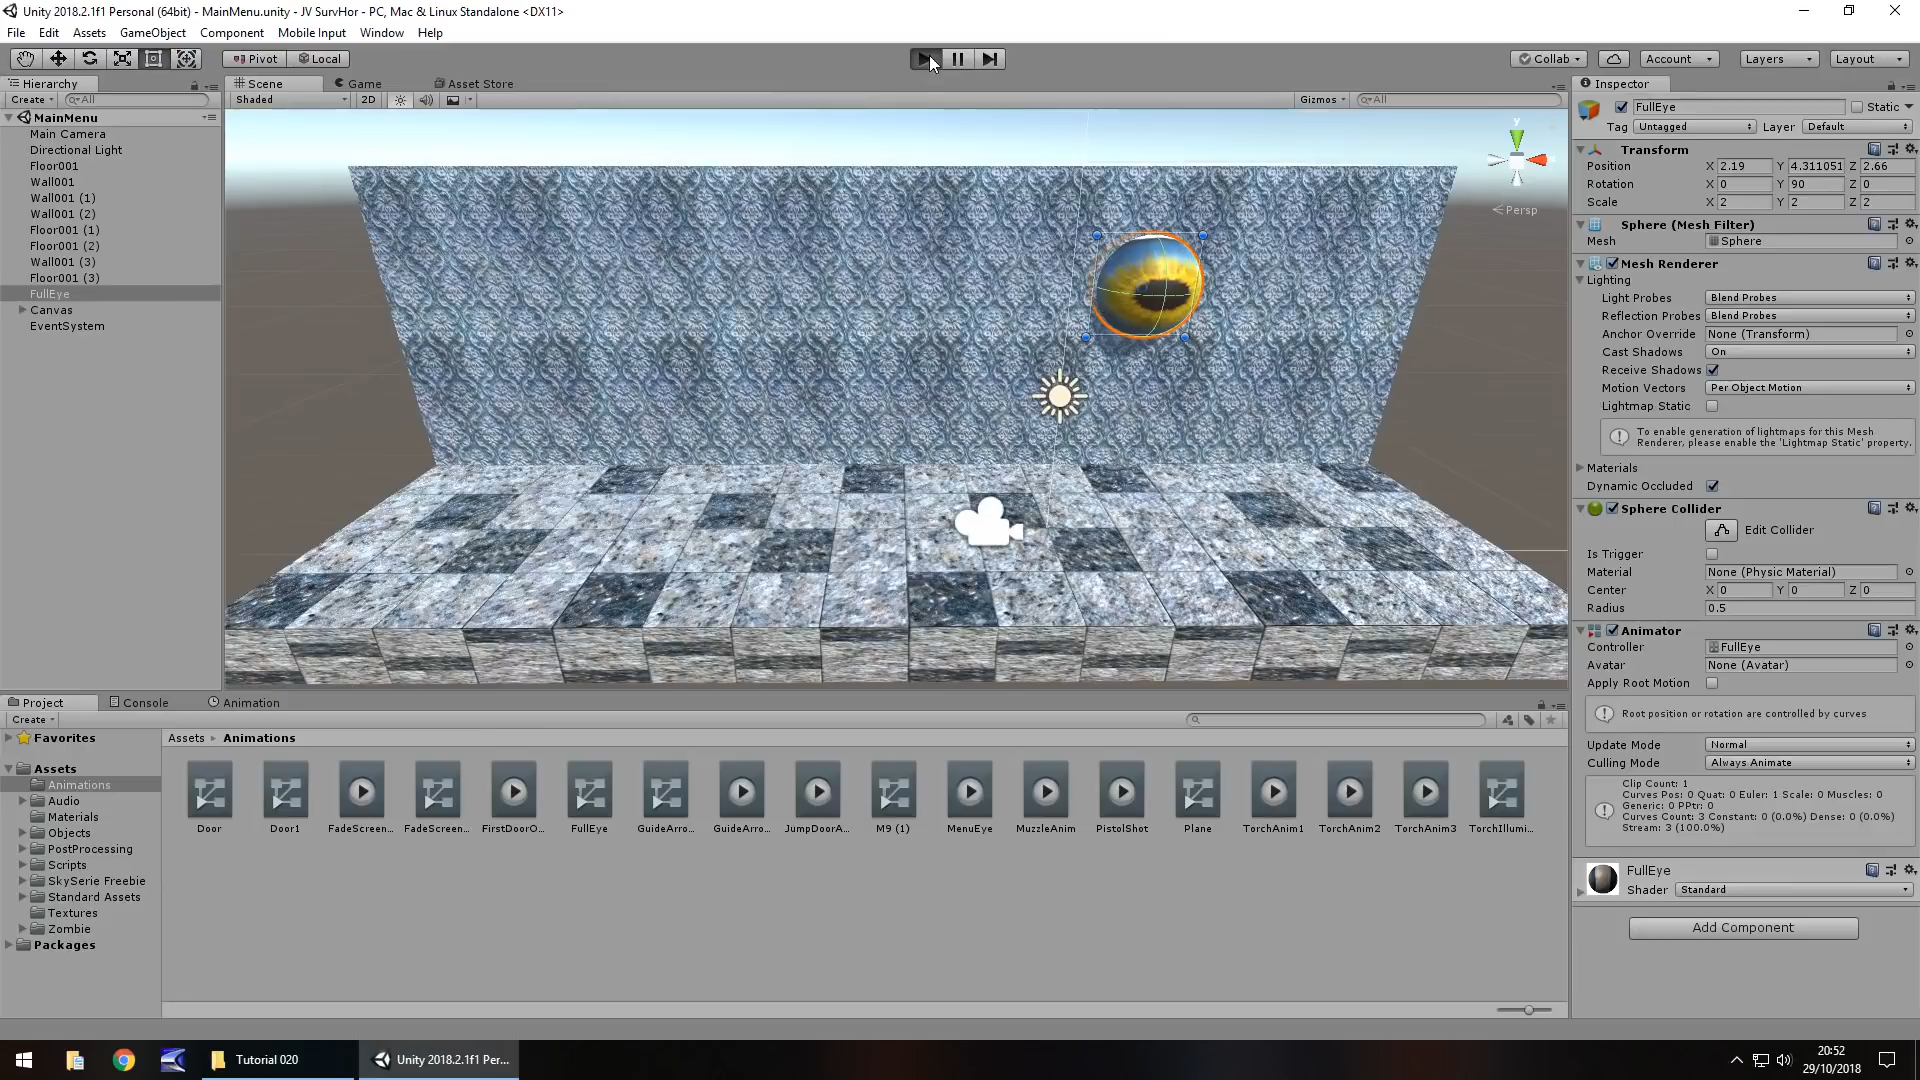 Unity 2018.2.1f1 Personal (64bit) - MainMenu.unity - JV SurvHor - PC, Mac & Linux Standalone <DX11>
File Edit Assets GameObject Component Mobile Input Window Help
Pivot Local Collab Account Layers Layout
Hierarchy Scene Game Asset Store Inspector
Create All Shaded 2D Gizmos All
MainMenu
Main Camera
Directional Light
Floor001
Wall001
Wall001 (1)
Wall001 (2)
Floor001 (1)
Floor001 (2)
Wall001 (3)
Floor001 (3)
FullEye
Canvas
EventSystem
y
Persp
FullEye Static
Tag Untagged Layer Default
Transform
Position X 2.19 Y 4.311051 Z 2.66
Rotation X 0 Y 90 Z 0
Scale X 2 Y 2 Z 2
Sphere (Mesh Filter)
Mesh Sphere
Mesh Renderer
Lighting
Light Probes Blend Probes
Reflection Probes Blend Probes
Anchor Override None (Transform)
Cast Shadows On
Receive Shadows
Motion Vectors Per Object Motion
Lightmap Static
To enable generation of lightmaps for this Mesh
Renderer, please enable the 'Lightmap Static' property.
Materials
Dynamic Occluded
Sphere Collider
Edit Collider
Is Trigger
Material None (Physic Material)
Center X 0 Y 0 Z 0
Radius 0.5
Animator
Controller FullEye
Avatar None (Avatar)
Apply Root Motion
Root position or rotation are controlled by curves
Update Mode Normal
Culling Mode Always Animate
Clip Count: 1
Curves Pos: 0 Quat: 0 Euler: 1 Scale: 0 Muscles: 0
Generic: 0 PPtr: 0
Curves Count: 3 Constant: 0 (0.0%) Dense: 0 (0.0%)
Stream: 3 (100.0%)
FullEye
Shader Standard
Add Component
Project Console Animation
Create
Favorites
Assets
Animations
Audio
Materials
Objects
PostProcessing
Scripts
SkySerie Freebie
Standard Assets
Textures
Zombie
Packages
Assets Animations
Door Door1 FadeScreen... FadeScreen... FirstDoorO... FullEye GuideArro... GuideArro... JumpDoorA... M9 (1) MenuEye MuzzleAnim PistolShot Plane TorchAnim1 TorchAnim2 TorchAnim3 TorchIllumi...
Tutorial 020 Unity 2018.2.1f1 Per...
20:52
29/10/2018